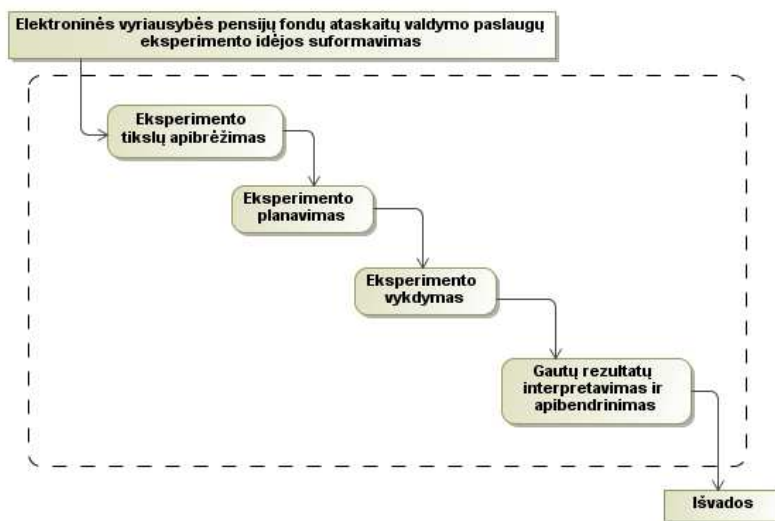 Elektroninės vyriausybės pensijų fondų ataskaitų valdymo paslaugų
eksperimento idėjos suformavimas
Eksperimento
tikslų apibrėžimas
Eksperimento
planavimas
Eksperimento
vykdymas
Gautų rezultatų
interpretavimas ir
apibendrinimas
Išvados